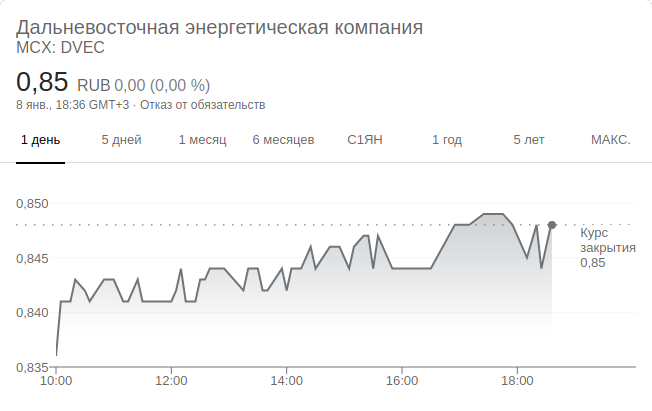 Дальневосточная энергетическая компания
MCX: DVEC
0,85 RUB 0,00 (0,00 %)
8 янв., 18:36 GMT+3 · Отказ от обязательств
1 день 5 дней 1 месяц 6 месяцев С1ЯН 1 год 5 лет МАКС.
0,850
Курс
закрытия
0,85
0,845
0,840
0,835
10:00 12:00 14:00 16:00 18:00